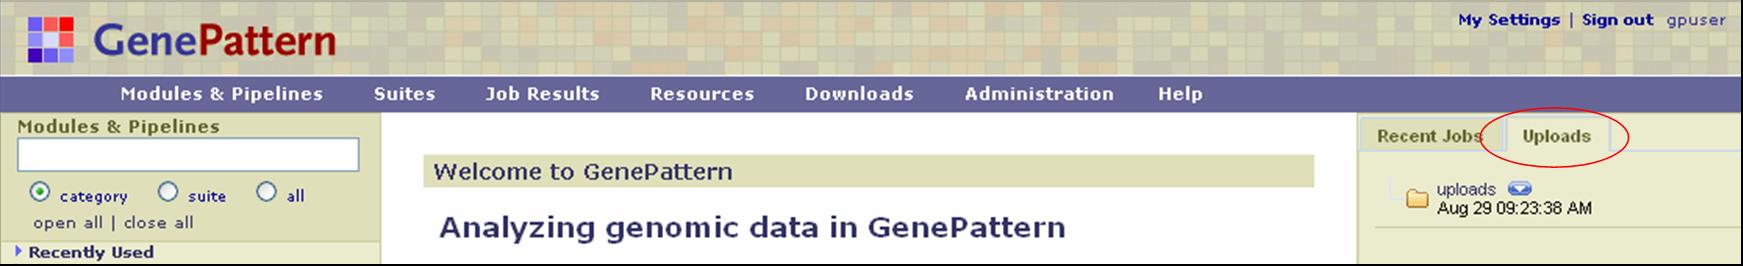 My Settings | Sign out gpuser
GenePattern
Modules & Pipelines Suites Job Results Resources Downloads Administration Help
Modules & Pipelines
category suite all
open all | close all
Recently Used
Welcome to GenePattern
Analyzing genomic data in GenePattern
Recent Jobs Uploads
uploads
Aug 29 09:23:38 AM